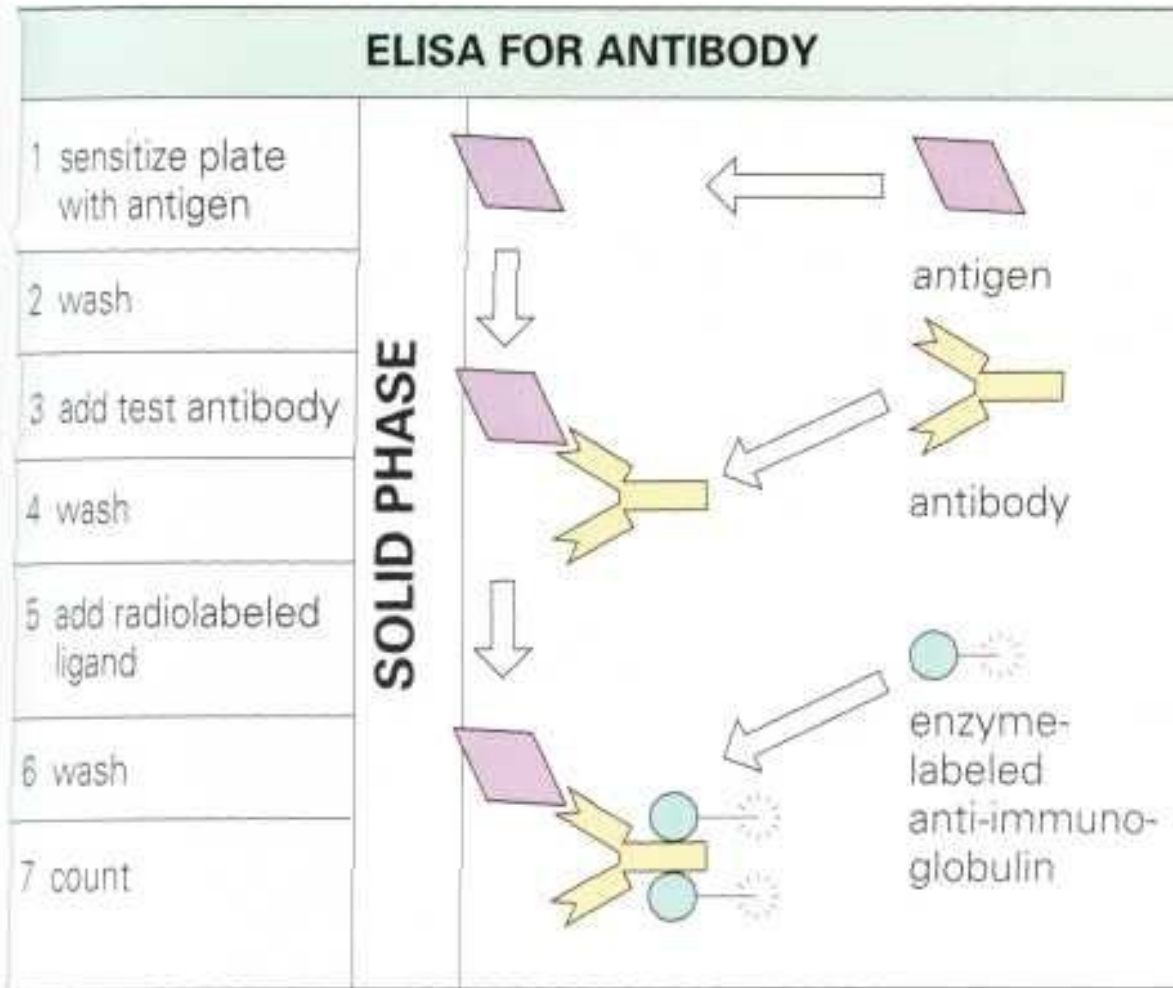 ELISA FOR ANTIBODY
1 sensitize plate
with antigen
2 wash
3 add test antibody
4 wash
5 add radiolabeled
ligand
6 wash
7 count
SOLID PHASE
antigen
antibody
enzyme-
labeled
anti-immuno-
globulin